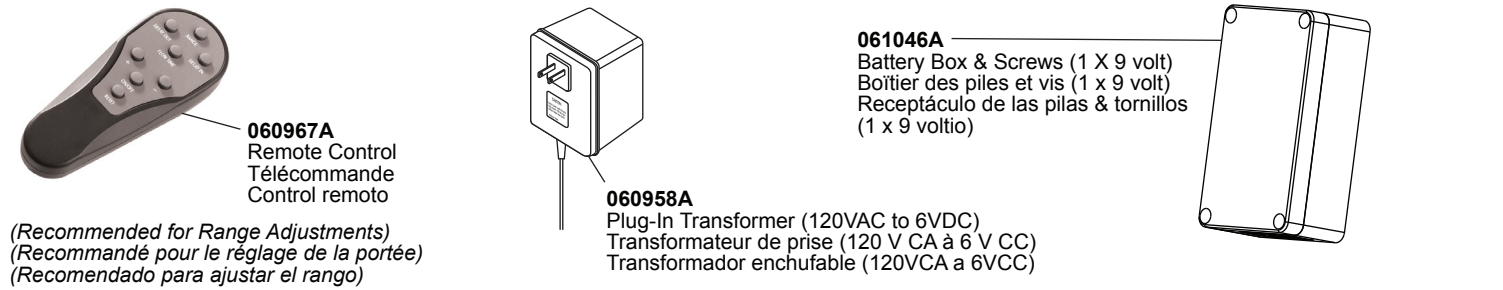 060967A
Remote Control
Télécommande
Control remoto
(Recommended for Range Adjustments)
(Recommandé pour le réglage de la portée)
(Recomendado para ajustar el rango)
060958A
Plug-In Transformer (120VAC to 6VDC)
Transformateur de prise (120 V CA à 6 V CC)
Transformador enchufable (120VCA a 6VCC)
061046A
Battery Box & Screws (1 X 9 volt)
Boïtier des piles et vis (1 x 9 volt)
Receptáculo de las pilas & tornillos
(1 x 9 voltio)